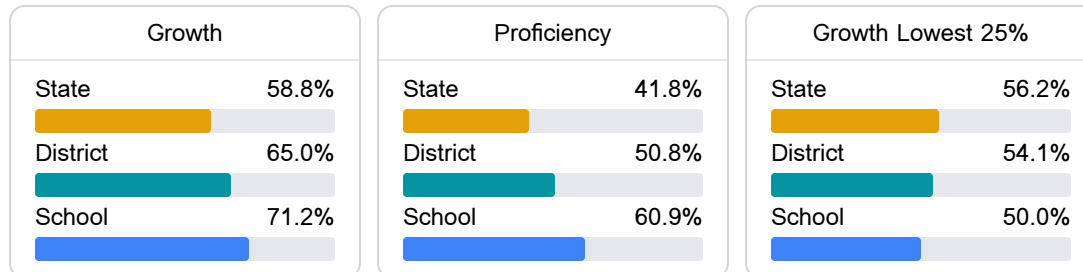 Growth
State 58.8%
District 65.0%
School 71.2%
Proficiency
State 41.8%
District 50.8%
School 60.9%
Growth Lowest 25%
State 56.2%
District 54.1%
School 50.0%